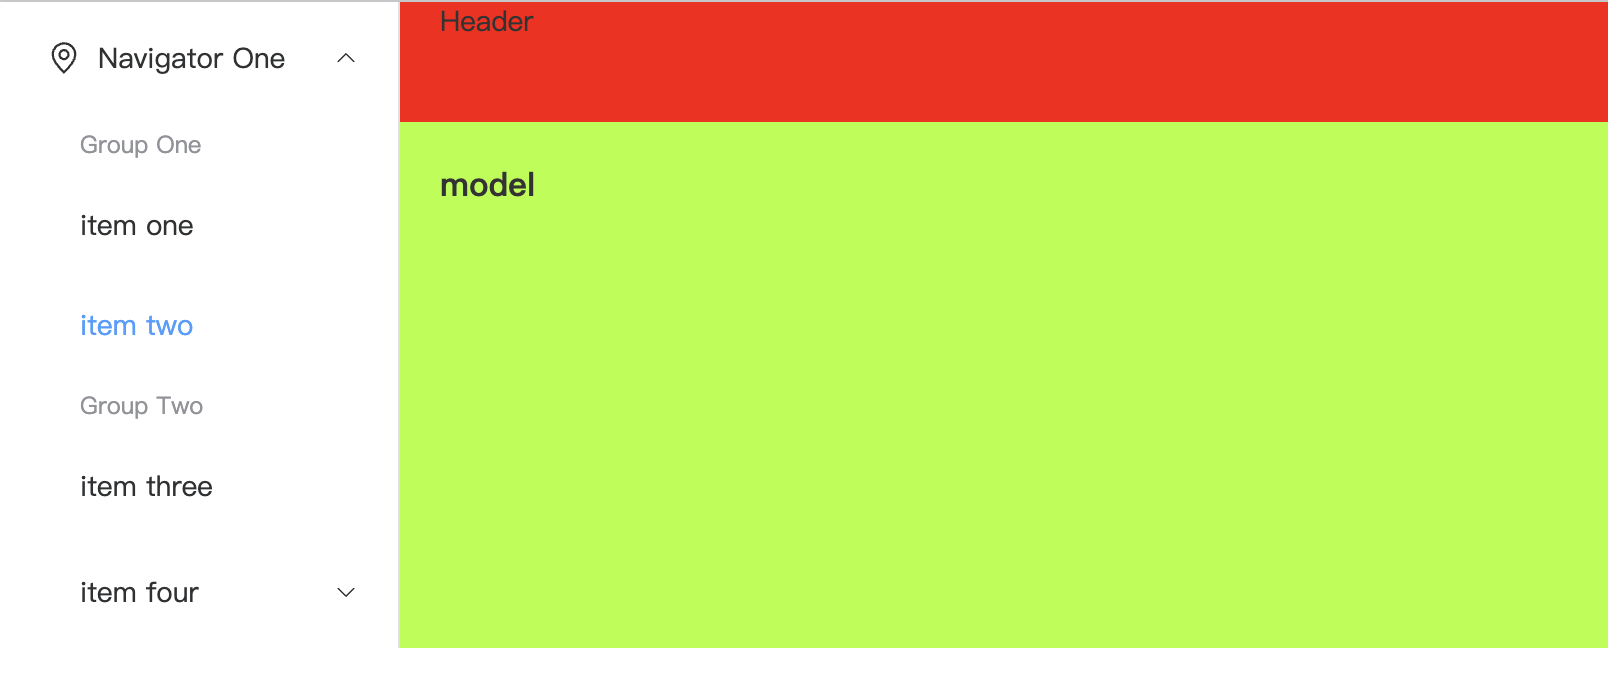 Navigator One
Group One
item one
item two
Group Two
item three
item four
Header
model